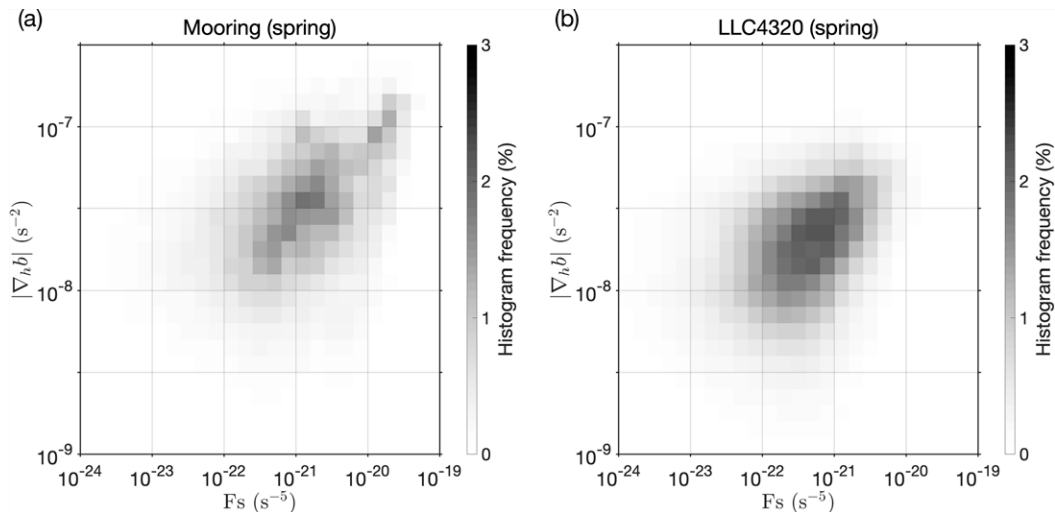 (a)
Mooring (spring)
10⁻⁷
10⁻⁸
10⁻⁹
|∇ₕb| (s⁻²)
10⁻²⁴ 10⁻²³ 10⁻²² 10⁻²¹ 10⁻²⁰ 10⁻¹⁹
Fs (s⁻⁵)
3
2
1
0
Histogram frequency (%)
(b)
LLC4320 (spring)
10⁻⁷
10⁻⁸
10⁻⁹
|∇ₕb| (s⁻²)
10⁻²⁴ 10⁻²³ 10⁻²² 10⁻²¹ 10⁻²⁰ 10⁻¹⁹
Fs (s⁻⁵)
3
2
1
0
Histogram frequency (%)